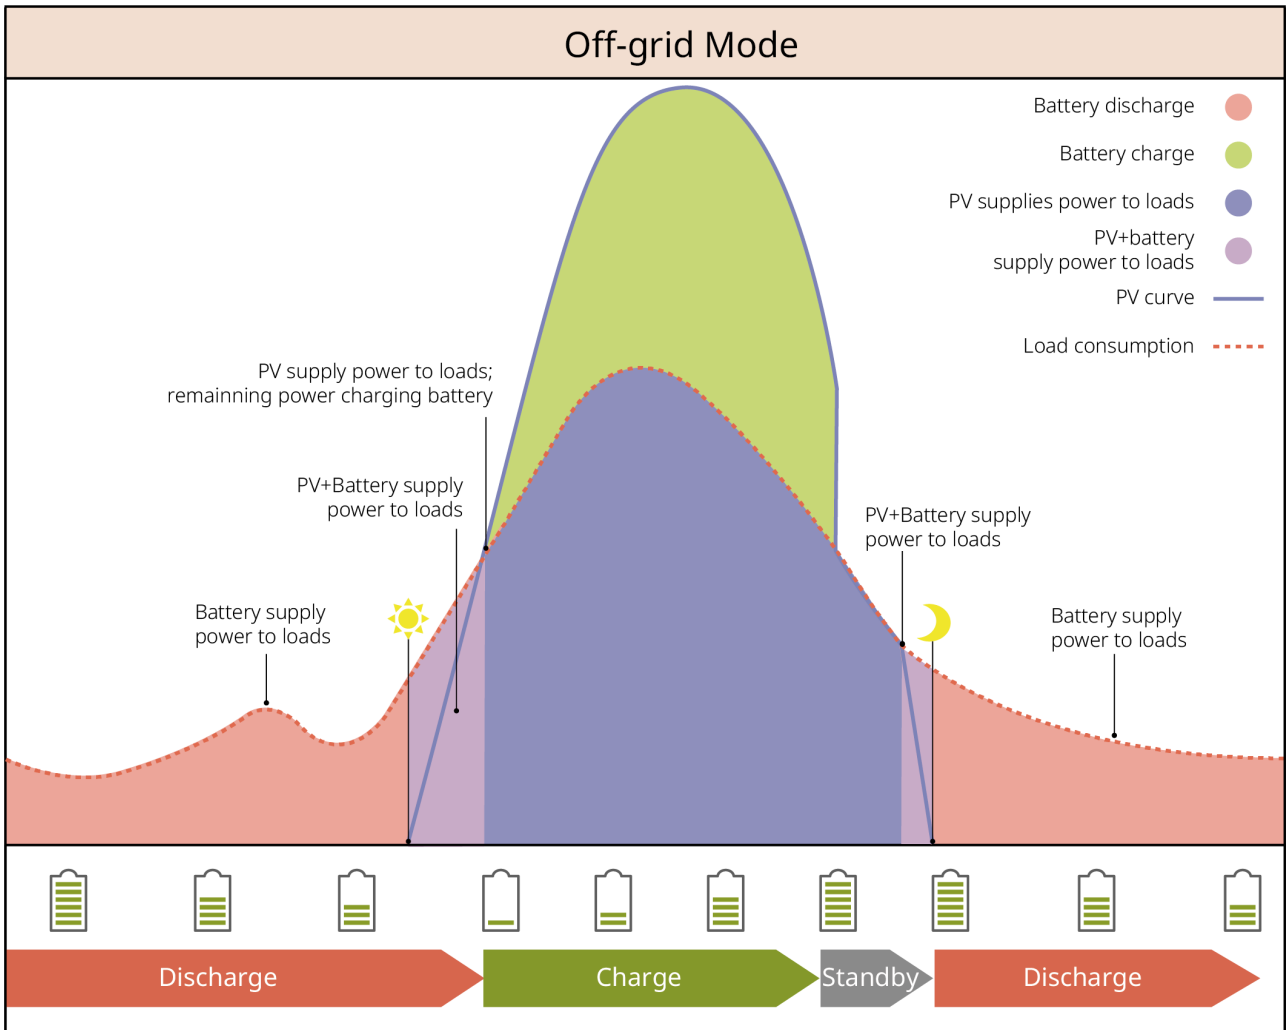 Off-grid Mode
Battery discharge
Battery charge
PV supplies power to loads
PV+battery
supply power to loads
PV curve
Load consumption
PV supply power to loads;
remainning power charging battery
PV+Battery supply
power to loads
PV+Battery supply
power to loads
Battery supply
power to loads
Battery supply
power to loads
Discharge
Charge
Standby
Discharge